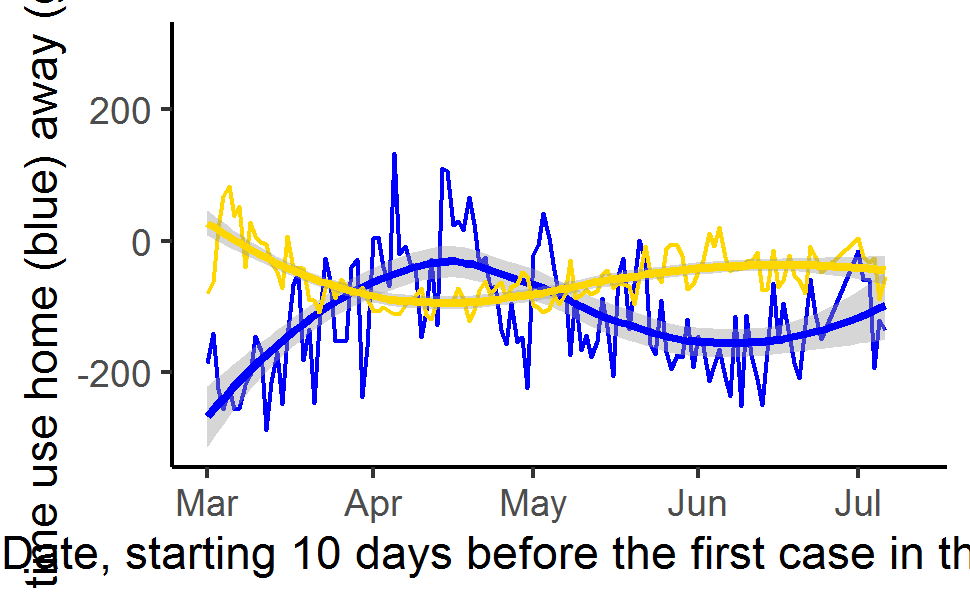 time use home (blue) away (
200
0
-200
Mar Apr May Jun Jul
Date, starting 10 days before the first case in th